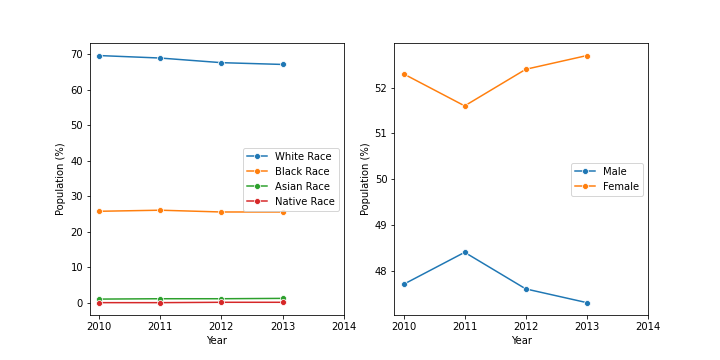 70
60
50
40
30
20
10
0
Population (%)
White Race
Black Race
Asian Race
Native Race
2010 2011 2012 2013 2014
Year
52
51
50
49
48
Population (%)
Male
Female
2010 2011 2012 2013 2014
Year